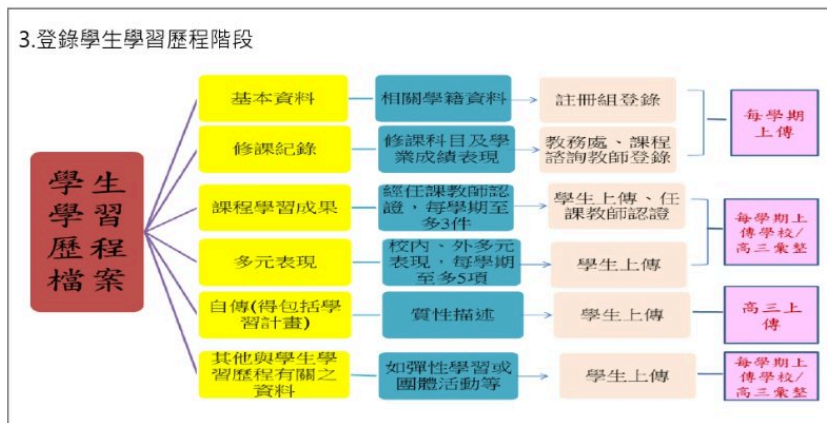 3.登錄學生學習歷程階段
學生
學習
歷程
檔案
基本資料
相關學籍資料
註冊組登錄
每學期
上傳
修課紀錄
修課科目及學
業成績表現
教務處、課程
諮詢教師登錄
課程學習成果
經任課教師認
證，每學期至
多3件
學生上傳、任
課教師認證
每學期上
傳學校/
高三彙整
多元表現
校內、外多元
表現，每學期
至多5項
學生上傳
自傳(得包括學
習計畫)
質性描述
學生上傳
高三上
傳
其他與學生學
習歷程有關之
資料
如彈性學習或
團體活動等
學生上傳
每學期上
傳學校/
高三彙整